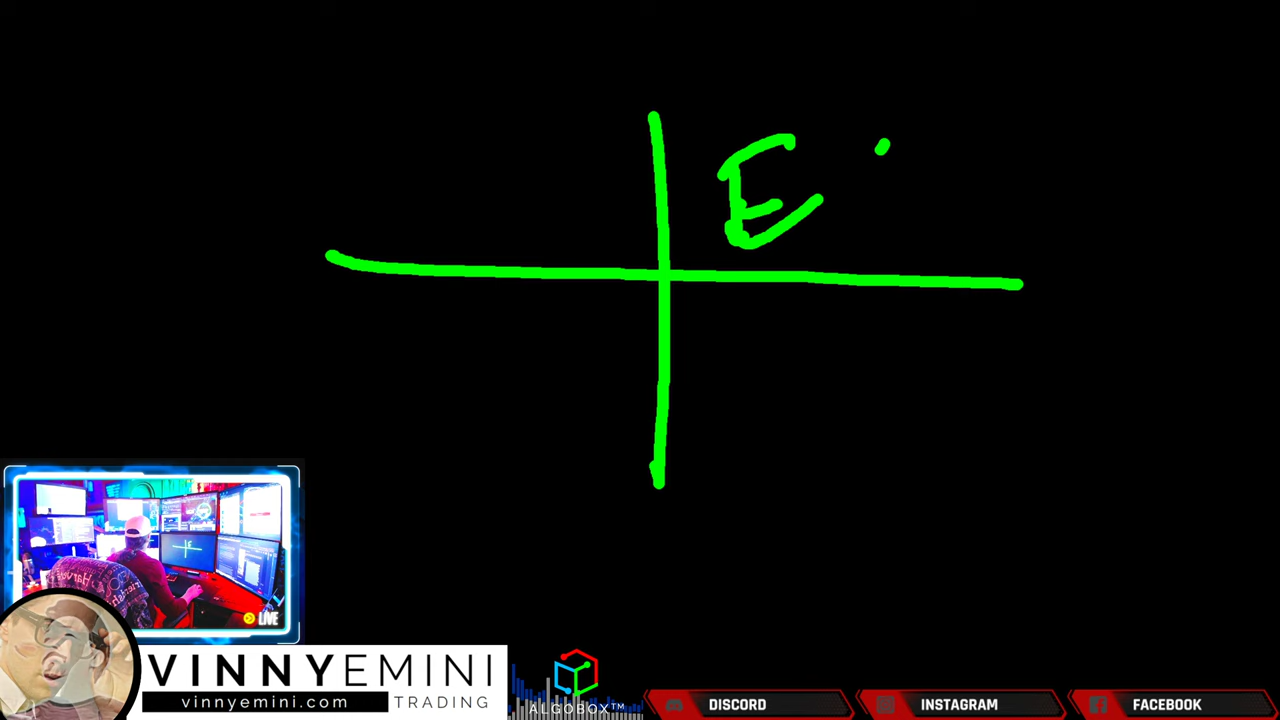 E
LIVE
VINNYEMINI
vinnyemini.com
TRADING
ALGOBOX™
DISCORD
INSTAGRAM
FACEBOOK